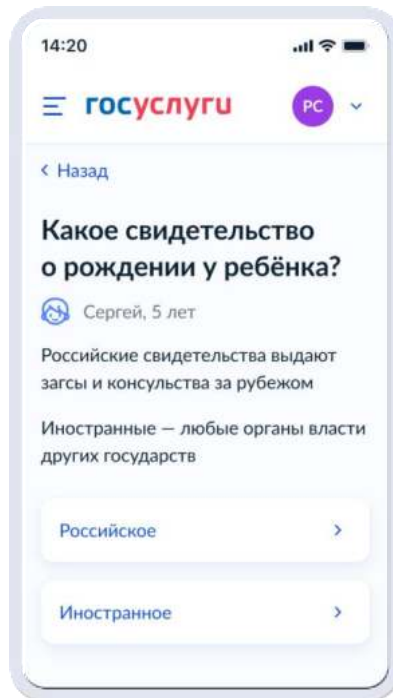 14:20
госуслуги
РС
Назад
Какое свидетельство
о рождении у ребёнка?
Сергей, 5 лет
Российские свидетельства выдают
загсы и консульства за рубежом
Иностранные — любые органы власти
других государств
Российское
Иностранное